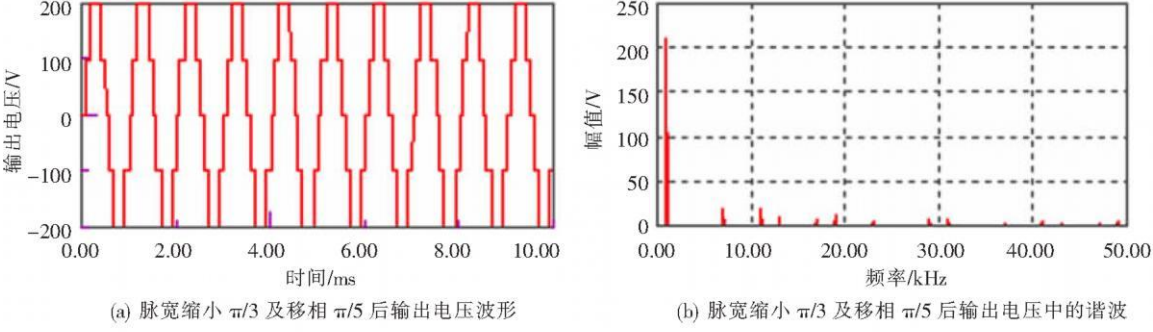 200
100
0
-100
-200
输出电压/V
0.00 2.00 4.00 6.00 8.00 10.00
时间/ms
(a) 脉宽缩小 π/3 及移相 π/5 后输出电压波形
250
200
150
100
50
0
幅值/V
0.00 10.00 20.00 30.00 40.00 50.00
频率/kHz
(b) 脉宽缩小 π/3 及移相 π/5 后输出电压中的谐波